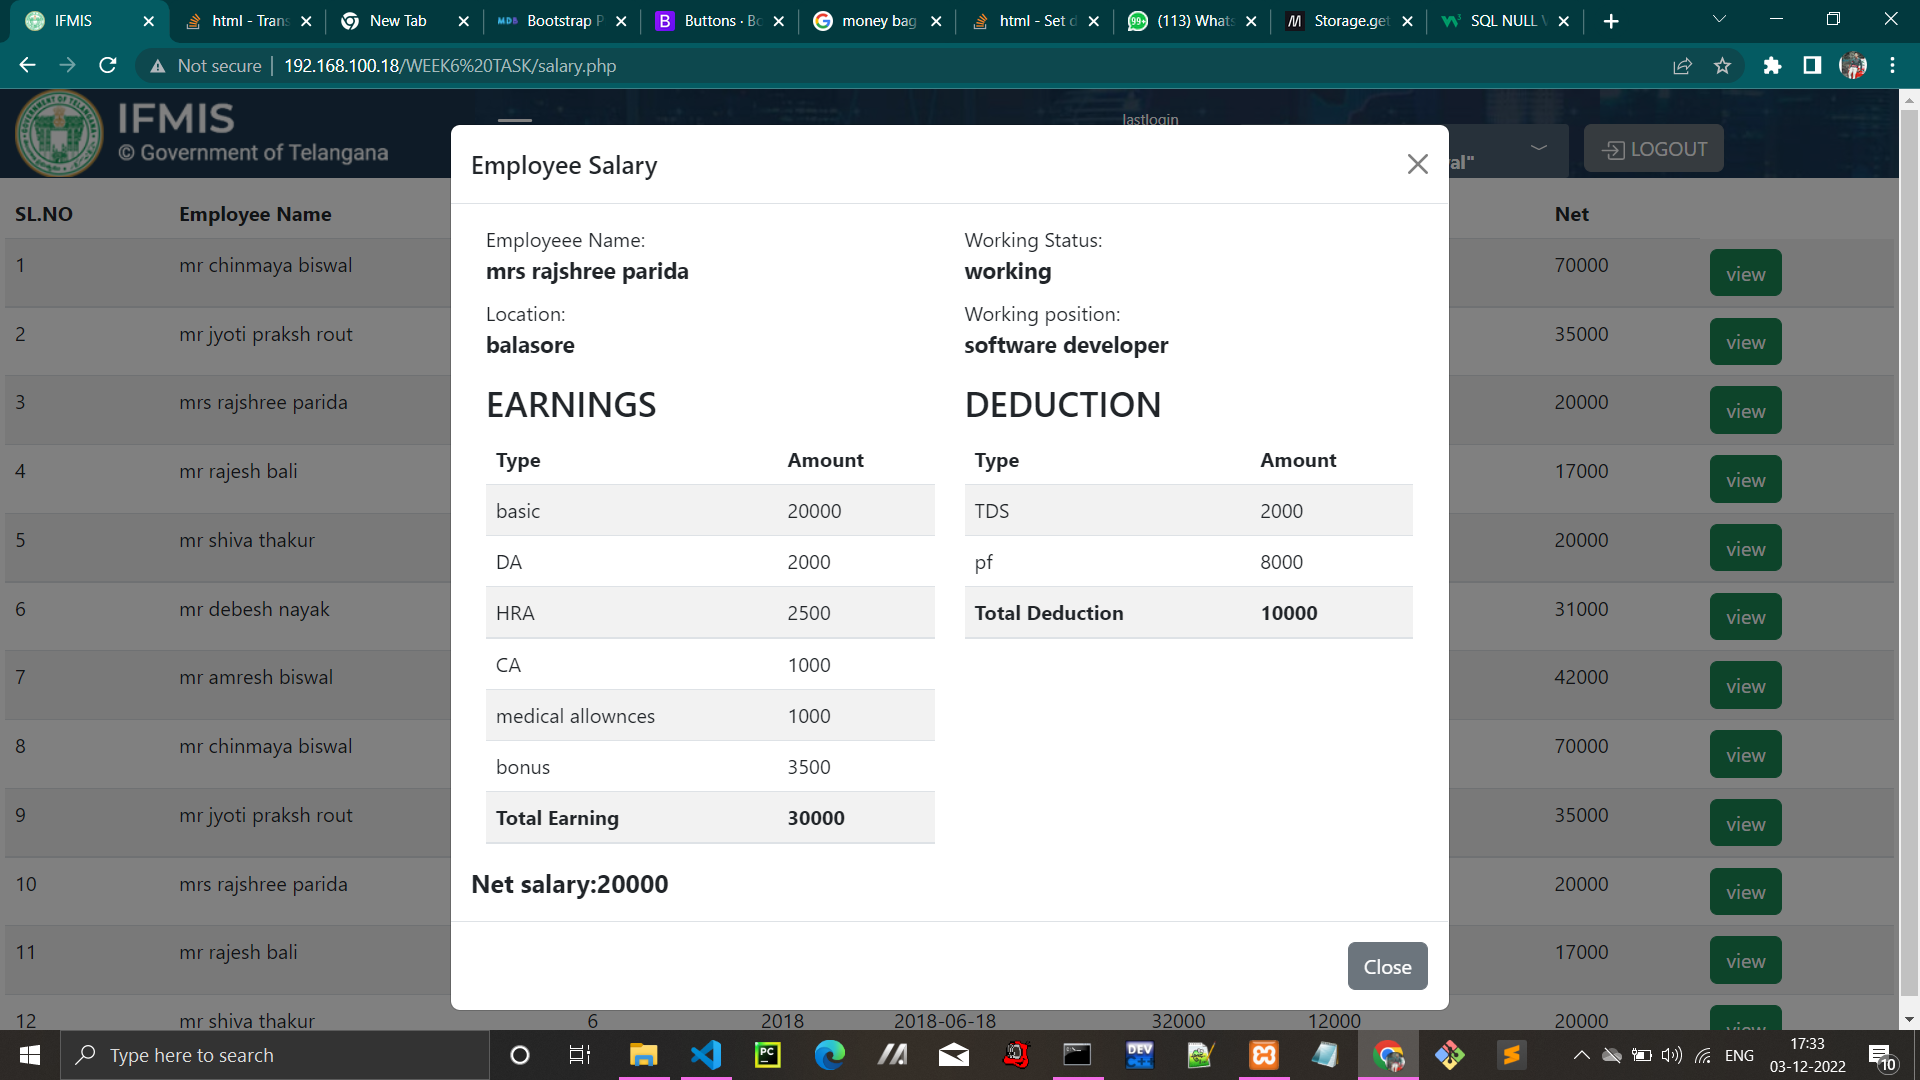 IFMIS
html - Trans
New Tab
Bootstrap P
Buttons · Bo
money bag
html - Set d
(113) Whats
Storage.get
SQL NULL V
Not secure | 192.168.100.18/WEEK6%20TASK/salary.php
IFMIS
© Government of Telangana
lastlogin
al"
LOGOUT
SL.NO Employee Name Net
1 mr chinmaya biswal 70000 view
2 mr jyoti praksh rout 35000 view
3 mrs rajshree parida 20000 view
4 mr rajesh bali 17000 view
5 mr shiva thakur 20000 view
6 mr debesh nayak 31000 view
7 mr amresh biswal 42000 view
8 mr chinmaya biswal 70000 view
9 mr jyoti praksh rout 35000 view
10 mrs rajshree parida 20000 view
11 mr rajesh bali 17000 view
12 mr shiva thakur 6 2018 2018-06-18 32000 12000 20000 view
Employee Salary
Employeee Name:
mrs rajshree parida
Working Status:
working
Location:
balasore
Working position:
software developer
EARNINGS
Type Amount
basic 20000
DA 2000
HRA 2500
CA 1000
medical allownces 1000
bonus 3500
Total Earning 30000
DEDUCTION
Type Amount
TDS 2000
pf 8000
Total Deduction 10000
Net salary:20000
Close
Type here to search
PC
DEV
ENG
17:33
03-12-2022
10